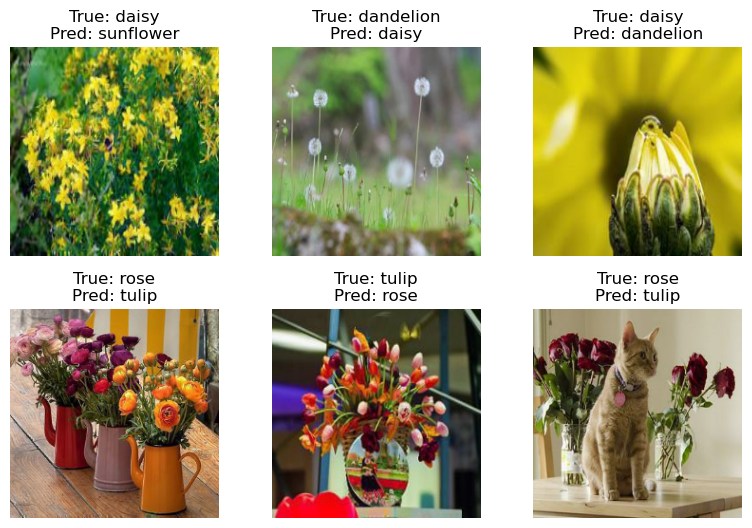 True: daisy
Pred: sunflower
True: dandelion
Pred: daisy
True: daisy
Pred: dandelion
True: rose
Pred: tulip
True: tulip
Pred: rose
True: rose
Pred: tulip